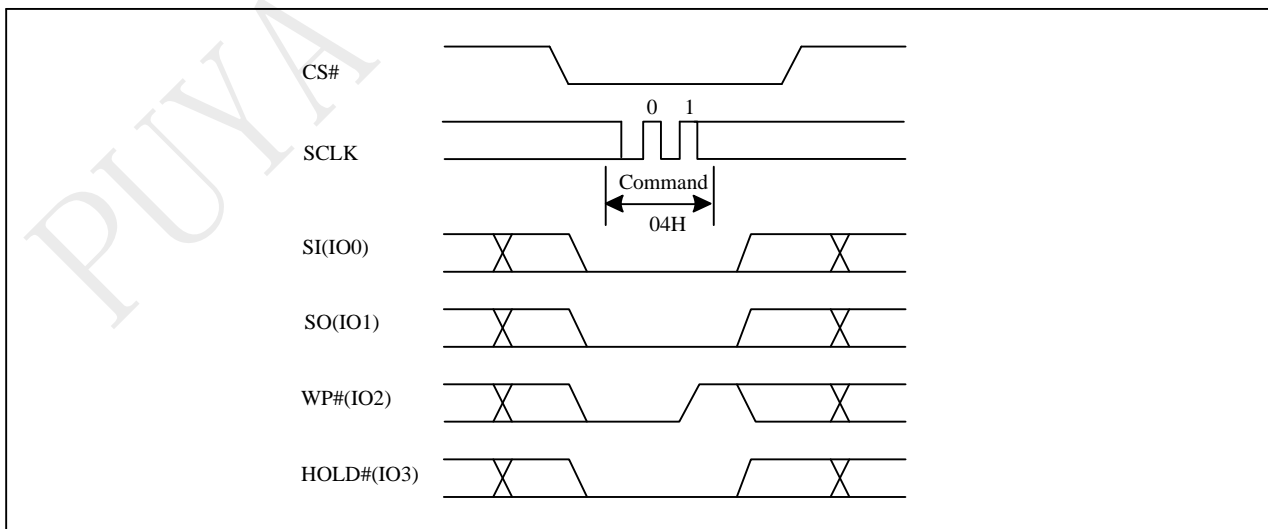 PUYA
CS#
0 1
SCLK
Command
04H
SI(IO0)
SO(IO1)
WP#(IO2)
HOLD#(IO3)